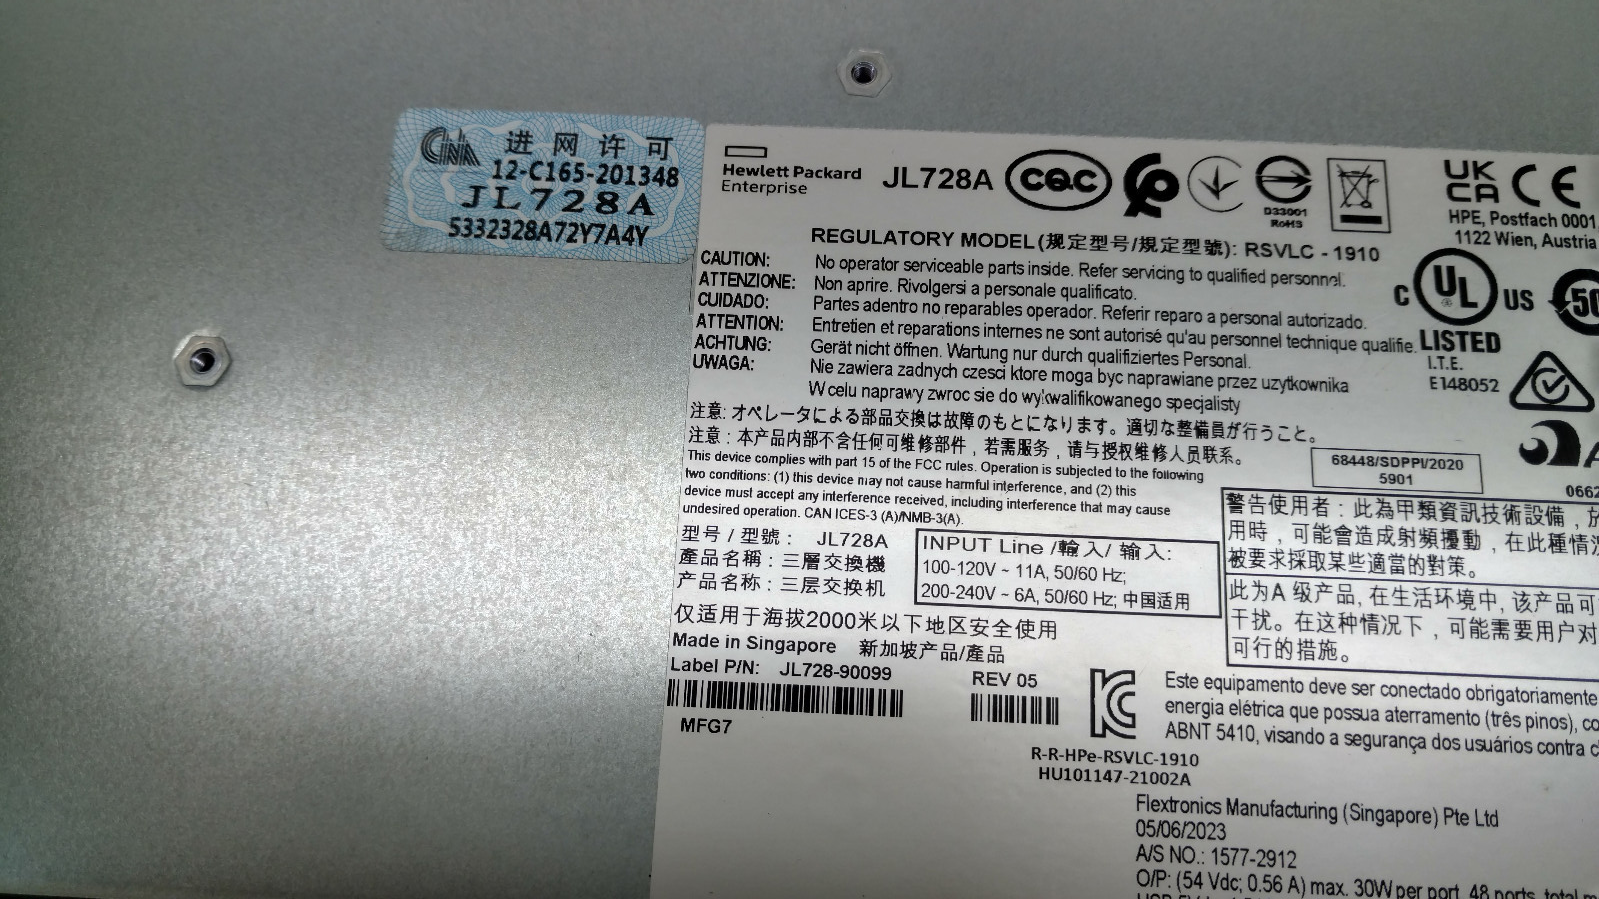 CNA 进网许可
12-C165-201348
JL728A
5332328A72Y7A4Y
Hewlett Packard
Enterprise
JL728A
CQC
D33001
RoHS
UK
CA
CE
HPE, Postfach 0001,
1122 Wien, Austria
REGULATORY MODEL(规定型号/規定型號): RSVLC - 1910
CAUTION: No operator serviceable parts inside. Refer servicing to qualified personnel.
ATTENZIONE: Non aprire. Rivolgersi a personale qualificato.
CUIDADO: Partes adentro no reparables operador. Referir reparo a personal autorizado.
ATTENTION: Entretien et reparations internes ne sont autorisé qu'au personnel technique qualifie.
ACHTUNG: Gerät nicht öffnen. Wartung nur durch qualifiziertes Personal.
UWAGA: Nie zawiera zadnych czesci ktore moga byc naprawiane przez uzytkownika
W celu naprawy zwroc sie do wykwalifikowanego specjalisty
C UL US
LISTED
I.T.E.
E148052
50
注意: オペレータによる部品交換は故障のもとになります。適切な整備員が行うこと。
注意：本产品内部不含任何可维修部件，若需服务，请与授权维修人员联系。
This device complies with part 15 of the FCC rules. Operation is subjected to the following
two conditions: (1) this device may not cause harmful interference, and (2) this
device must accept any interference received, including interference that may cause
undesired operation. CAN ICES-3 (A)/NMB-3(A).
68448/SDPPI/2020
5901
0662
型号 / 型號： JL728A
產品名稱：三層交換機
产品名称：三层交换机
INPUT Line /輸入/ 输入:
100-120V ~ 11A, 50/60 Hz;
200-240V ~ 6A, 50/60 Hz; 中国适用
警告使用者：此為甲類資訊技術設備，於
用時，可能會造成射頻擾動，在此種情況
被要求採取某些適當的對策。
此为A 级产品, 在生活环境中, 该产品可
干扰。在这种情况下，可能需要用户对
可行的措施。
仅适用于海拔2000米以下地区安全使用
Made in Singapore 新加坡产品/產品
Label P/N: JL728-90099
REV 05
MFG7
Este equipamento deve ser conectado obrigatoriamente
energia elétrica que possua aterramento (três pinos), co
ABNT 5410, visando a segurança dos usuários contra c
R-R-HPe-RSVLC-1910
HU101147-21002A
Flextronics Manufacturing (Singapore) Pte Ltd
05/06/2023
A/S NO.: 1577-2912
O/P: (54 Vdc; 0.56 A) max. 30W per port, 48 ports, total